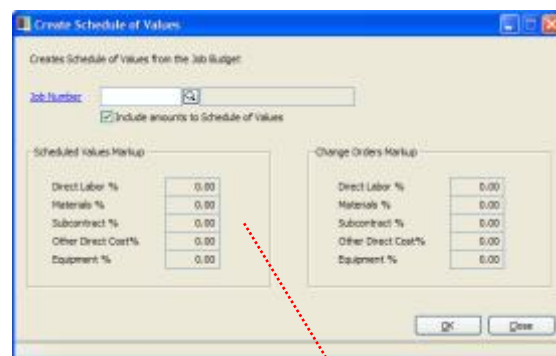 Create Schedule of Values
Creates Schedule of Values from the Job Budget
Job Number
Include amounts to Schedule of Values
Scheduled Values Markup
Direct Labor % 0.00
Materials % 0.00
Subcontract % 0.00
Other Direct Cost% 0.00
Equipment % 0.00
Change Orders Markup
Direct Labor % 0.00
Materials % 0.00
Subcontract % 0.00
Other Direct Cost% 0.00
Equipment % 0.00
OK Close